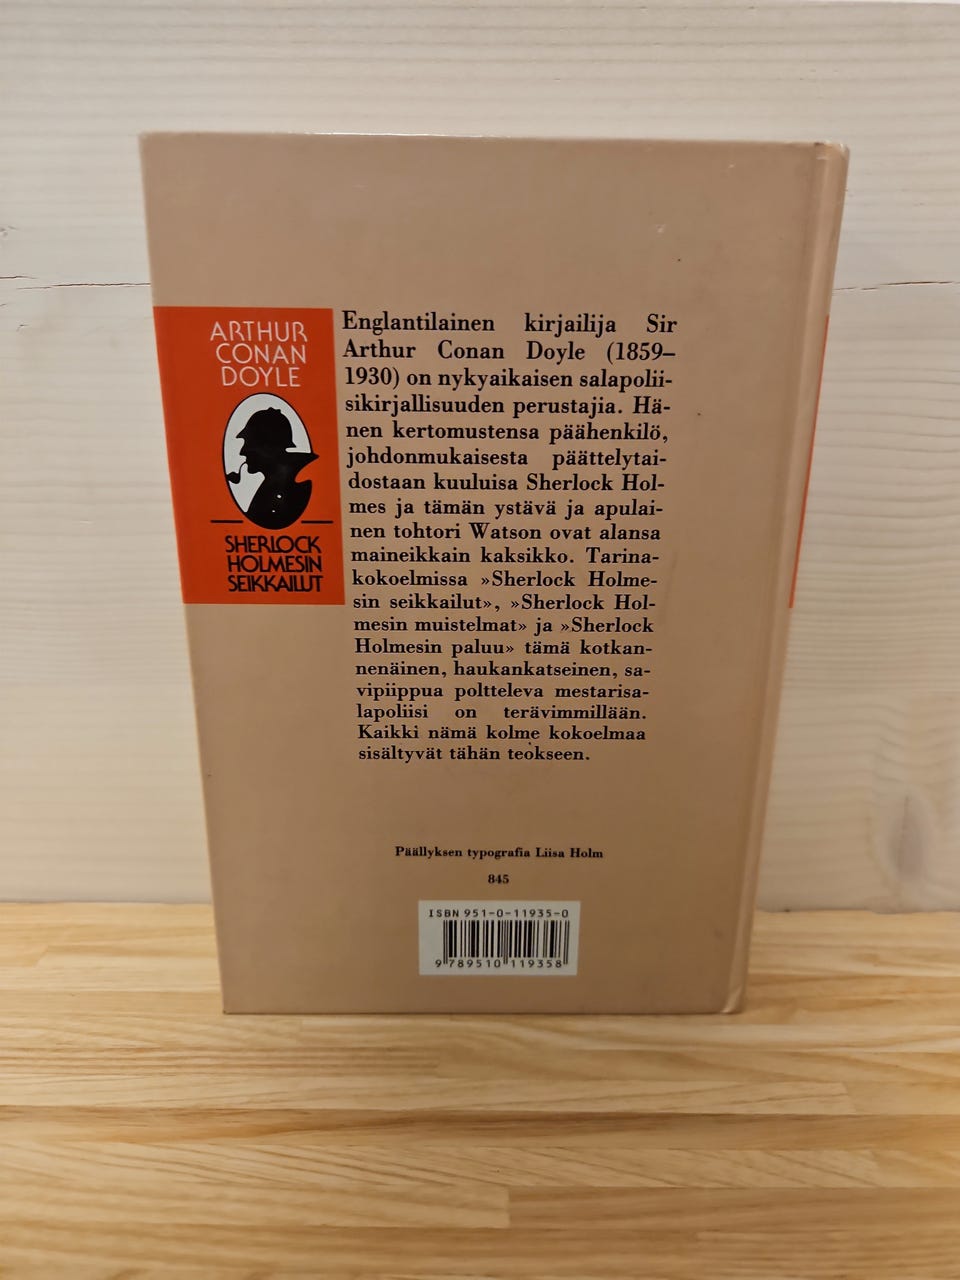 ARTHUR
CONAN
DOYLE
SHERLOCK
HOLMESIN
SEIKKAILUT
Englantilainen kirjailija Sir
Arthur Conan Doyle (1859–
1930) on nykyaikaisen salapolii-
sikirjallisuuden perustajia. Hä-
nen kertomustensa päähenkilö,
johdonmukaisesta päättelytai-
dostaan kuuluisa Sherlock Hol-
mes ja tämän ystävä ja apulai-
nen tohtori Watson ovat alansa
maineikkain kaksikko. Tarina-
kokoelmissa »Sherlock Holme-
sin seikkailut», »Sherlock Hol-
mesin muistelmat» ja »Sherlock
Holmesin paluu» tämä kotkan-
nenäinen, haukankatseinen, sa-
vipiippua poltteleva mestarisa-
lapoliisi on terävimmillään.
Kaikki nämä kolme kokoelmaa
sisältyvät tähän teokseen.
Päällyksen typografia Liisa Holm
845
ISBN 951-0-11935-0
9 789510 119358